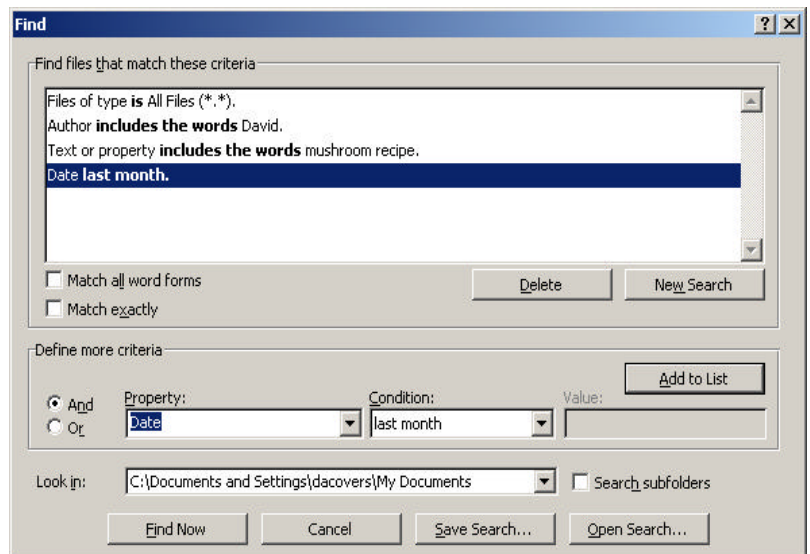 Find
Find files that match these criteria
Files of type is All Files (*.*).
Author includes the words David.
Text or property includes the words mushroom recipe.
Date last month.
Match all word forms
Delete
New Search
Match exactly
Define more criteria
Add to List
And
Or
Property:
Condition:
Value:
Date
last month
Look in:
C:\Documents and Settings\dacovers\My Documents
Search subfolders
Find Now
Cancel
Save Search...
Open Search...